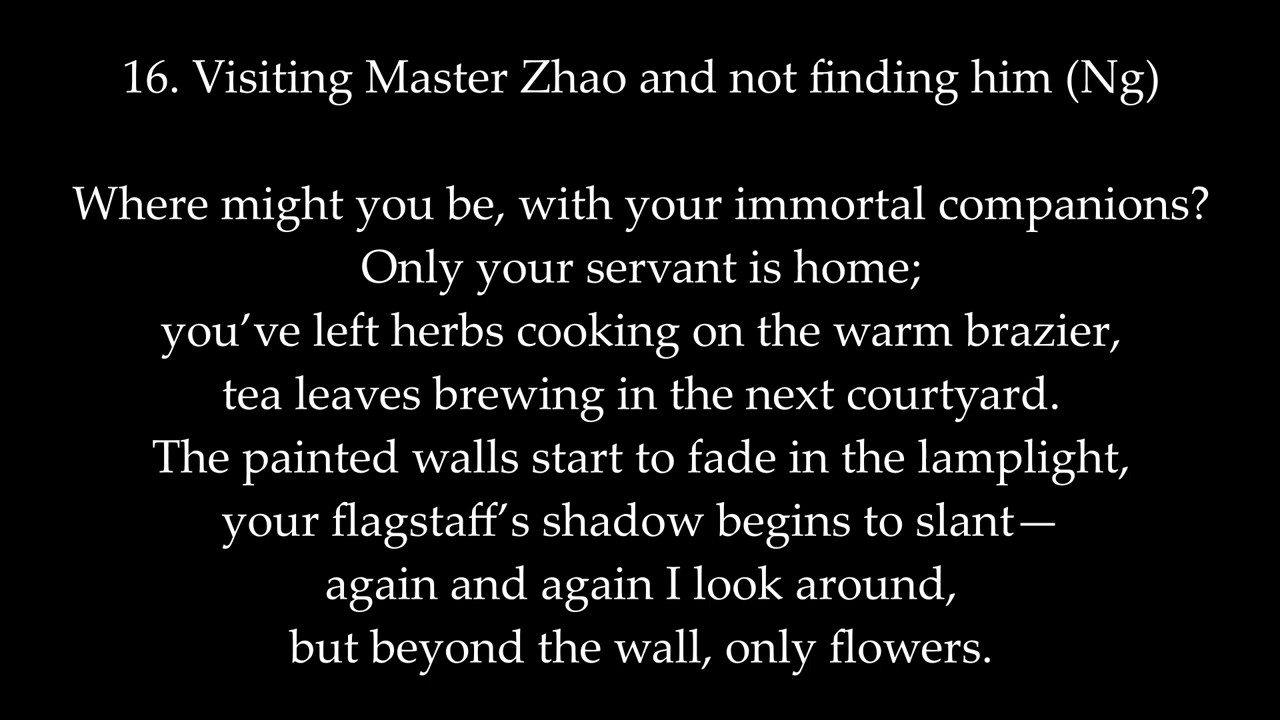 16. Visiting Master Zhao and not finding him (Ng)
Where might you be, with your immortal companions?
Only your servant is home;
you’ve left herbs cooking on the warm brazier,
tea leaves brewing in the next courtyard.
The painted walls start to fade in the lamplight,
your flagstaff’s shadow begins to slant—
again and again I look around,
but beyond the wall, only flowers.